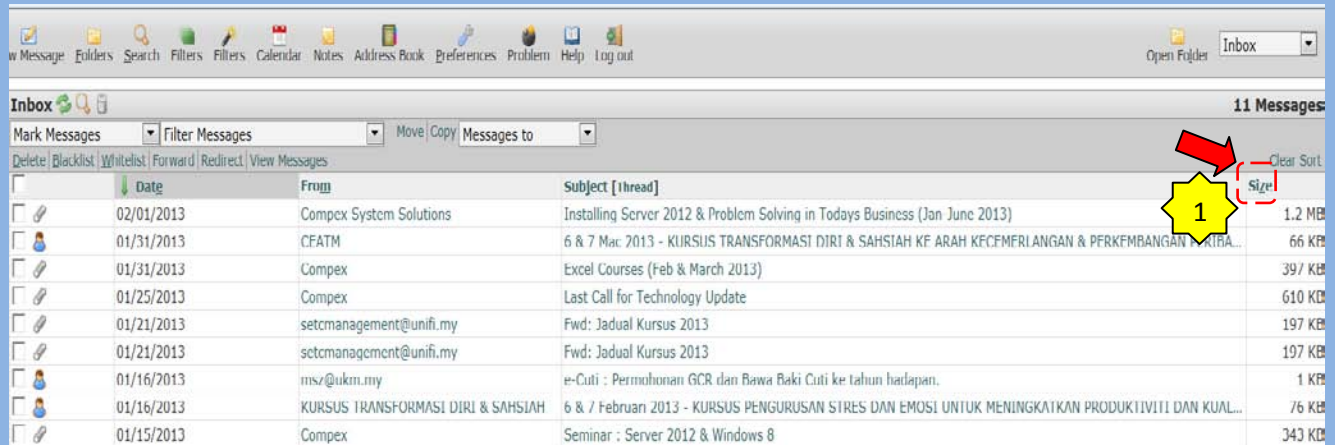 w Message Folders Search Filters Filters Calendar Notes Address Book Preferences Problem Help Log out Open Folder Inbox
Inbox 11 Messages
Mark Messages Filter Messages Move Copy Messages to
Delete Blacklist Whitelist Forward Redirect View Messages Clear Sort
Date From Subject [Thread] Size
1
02/01/2013 Compex System Solutions Installing Server 2012 & Problem Solving in Todays Business (Jan-June 2013) 1.2 MB
01/31/2013 CEATM 6 & 7 Mac 2013 - KURSUS TRANSFORMASI DIRI & SAHSIAH KE ARAH KECEMERLANGAN & PERKEMBANGAN 66 KB
01/31/2013 Compex Excel Courses (Feb & March 2013) 397 KB
01/25/2013 Compex Last Call for Technology Update 610 KB
01/21/2013 setcmanagement@unifi.my Fwd: Jadual Kursus 2013 197 KB
01/21/2013 setcmanagement@unifi.my Fwd: Jadual Kursus 2013 197 KB
01/16/2013 msz@ukm.my e-Cuti : Permohonan GCR dan Bawa Baki Cuti ke tahun hadapan. 1 KB
01/16/2013 KURSUS TRANSFORMASI DIRI & SAHSIAH 6 & 7 Februari 2013 - KURSUS PENGURUSAN STRES DAN EMOSI UNTUK MENINGKATKAN PRODUKTIVITI DAN KUAL... 76 KB
01/15/2013 Compex Seminar : Server 2012 & Windows 8 343 KB